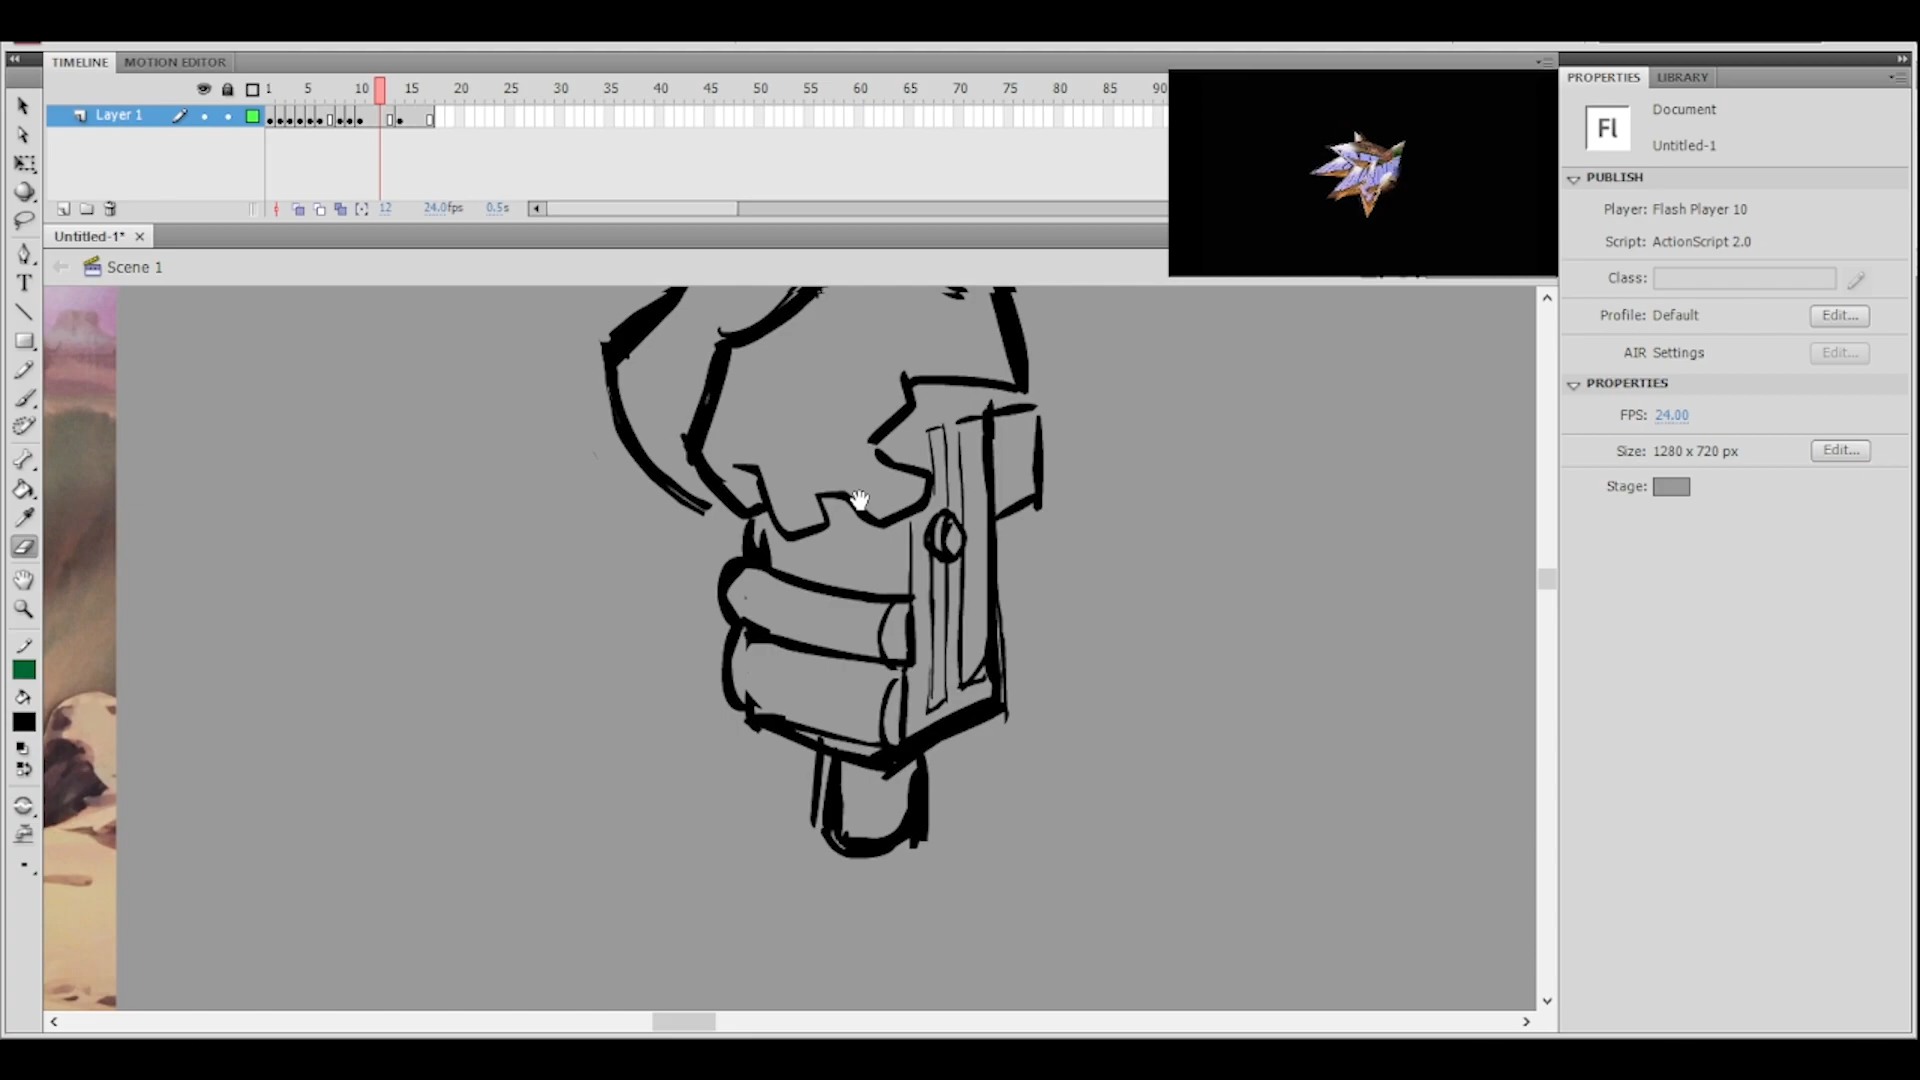 TIMELINE MOTION EDITOR
1 5 10 15 20 25 30 35 40 45 50 55 60 65 70 75 80 85 90
Layer 1
12 24.0fps 0.5s
Untitled-1*
Scene 1
T
PROPERTIES LIBRARY
Fl
Document
Untitled-1
PUBLISH
Player: Flash Player 10
Script: ActionScript 2.0
Class:
Profile: Default Edit...
AIR Settings Edit...
PROPERTIES
FPS: 24.00
Size: 1280 x 720 px Edit...
Stage: